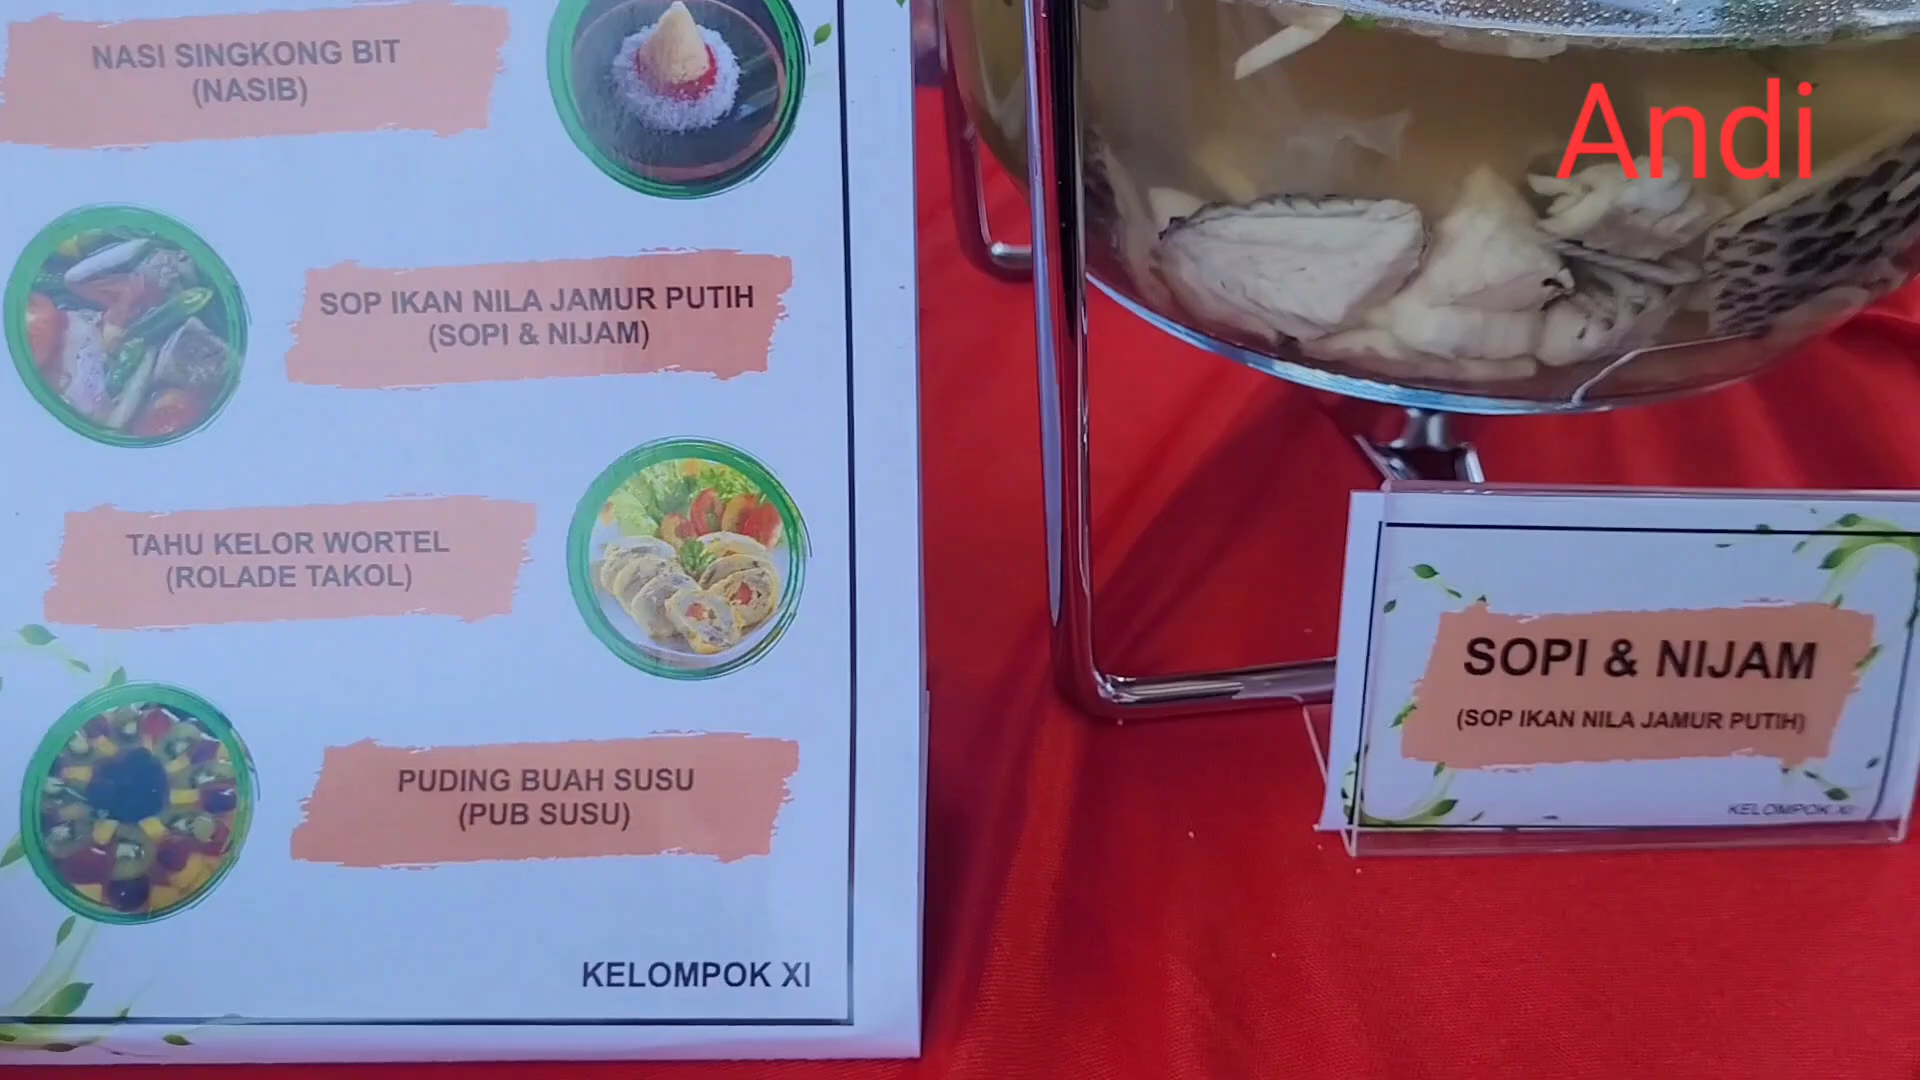 NASI SINGKONG BIT
(NASIB)
SOP IKAN NILA JAMUR PUTIH
(SOPI & NIJAM)
TAHU KELOR WORTEL
(ROLADE TAKOL)
PUDING BUAH SUSU
(PUB SUSU)
KELOMPOK XI
Andi
SOPI & NIJAM
(SOP IKAN NILA JAMUR PUTIH)
KELOMPOK XI